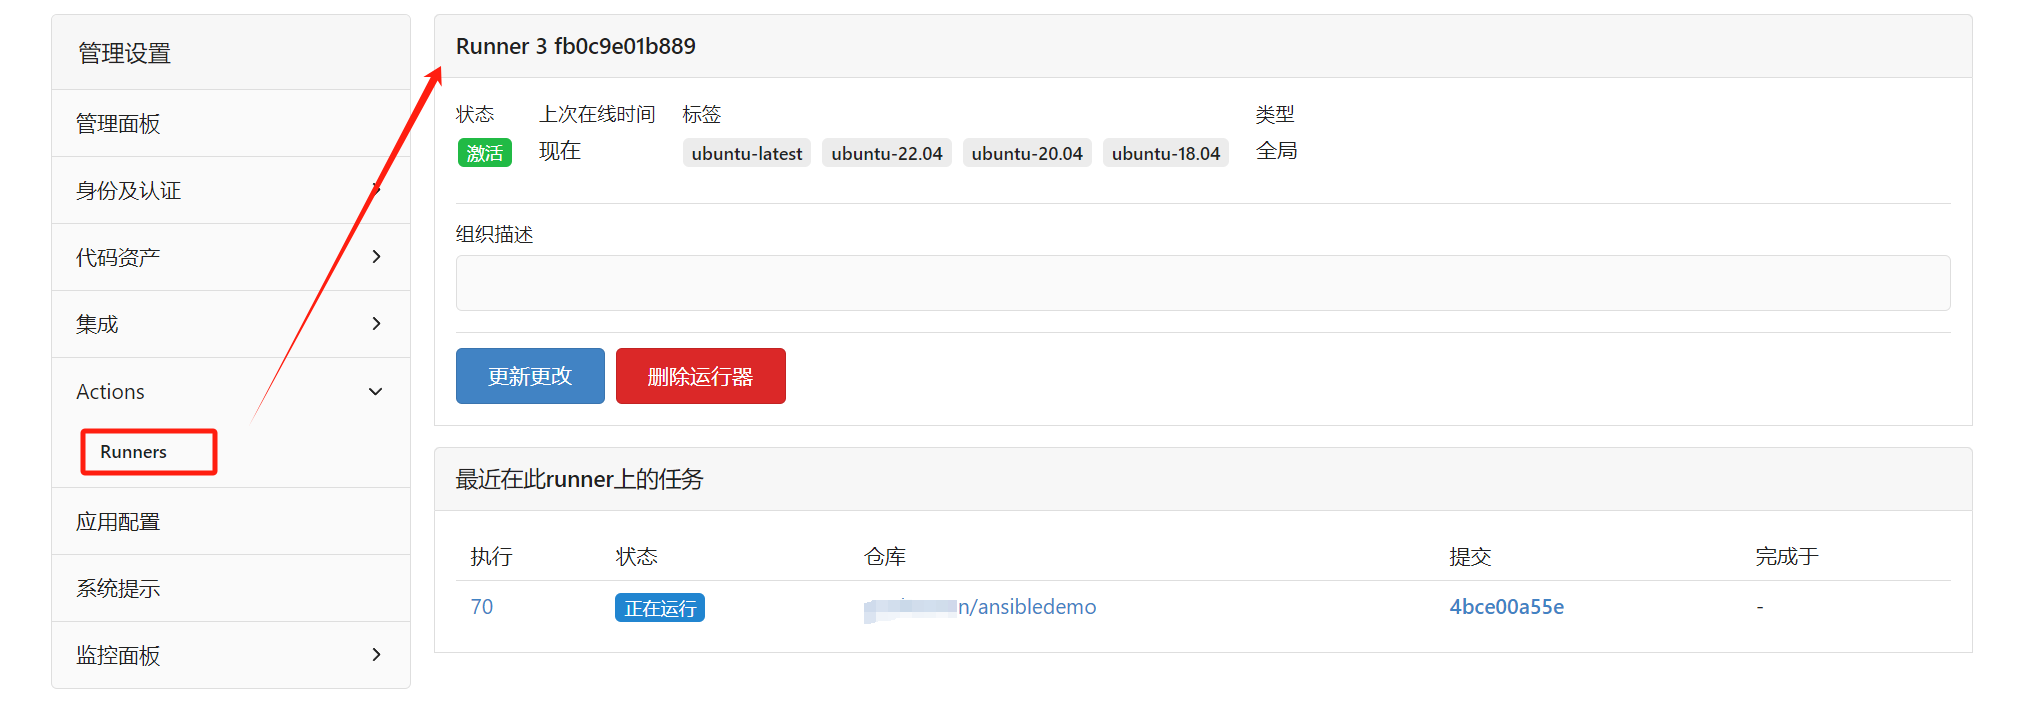 管理设置
管理面板
身份及认证
代码资产
集成
Actions
Runners
应用配置
系统提示
监控面板
Runner 3 fb0c9e01b889
状态 上次在线时间 标签 类型
激活 现在 ubuntu-latest ubuntu-22.04 ubuntu-20.04 ubuntu-18.04 全局
组织描述
更新更改 删除运行器
最近在此runner上的任务
执行 状态 仓库 提交 完成于
70 正在运行 n/ansibledemo 4bce00a55e -